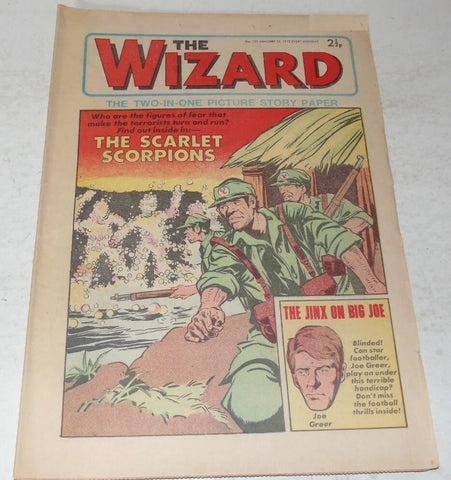 THE
WIZARD
2½p
THE TWO-IN-ONE PICTURE STORY PAPER
Who are the figures of fear that
make the terrorists turn and run?
Find out inside in:—
THE SCARLET
SCORPIONS
THE JINX ON BIG JOE
Blinded!
Can star
footballer,
Joe Greer,
play on under
this terrible
handicap?
Don't miss
the football
thrills inside!
Joe
Greer